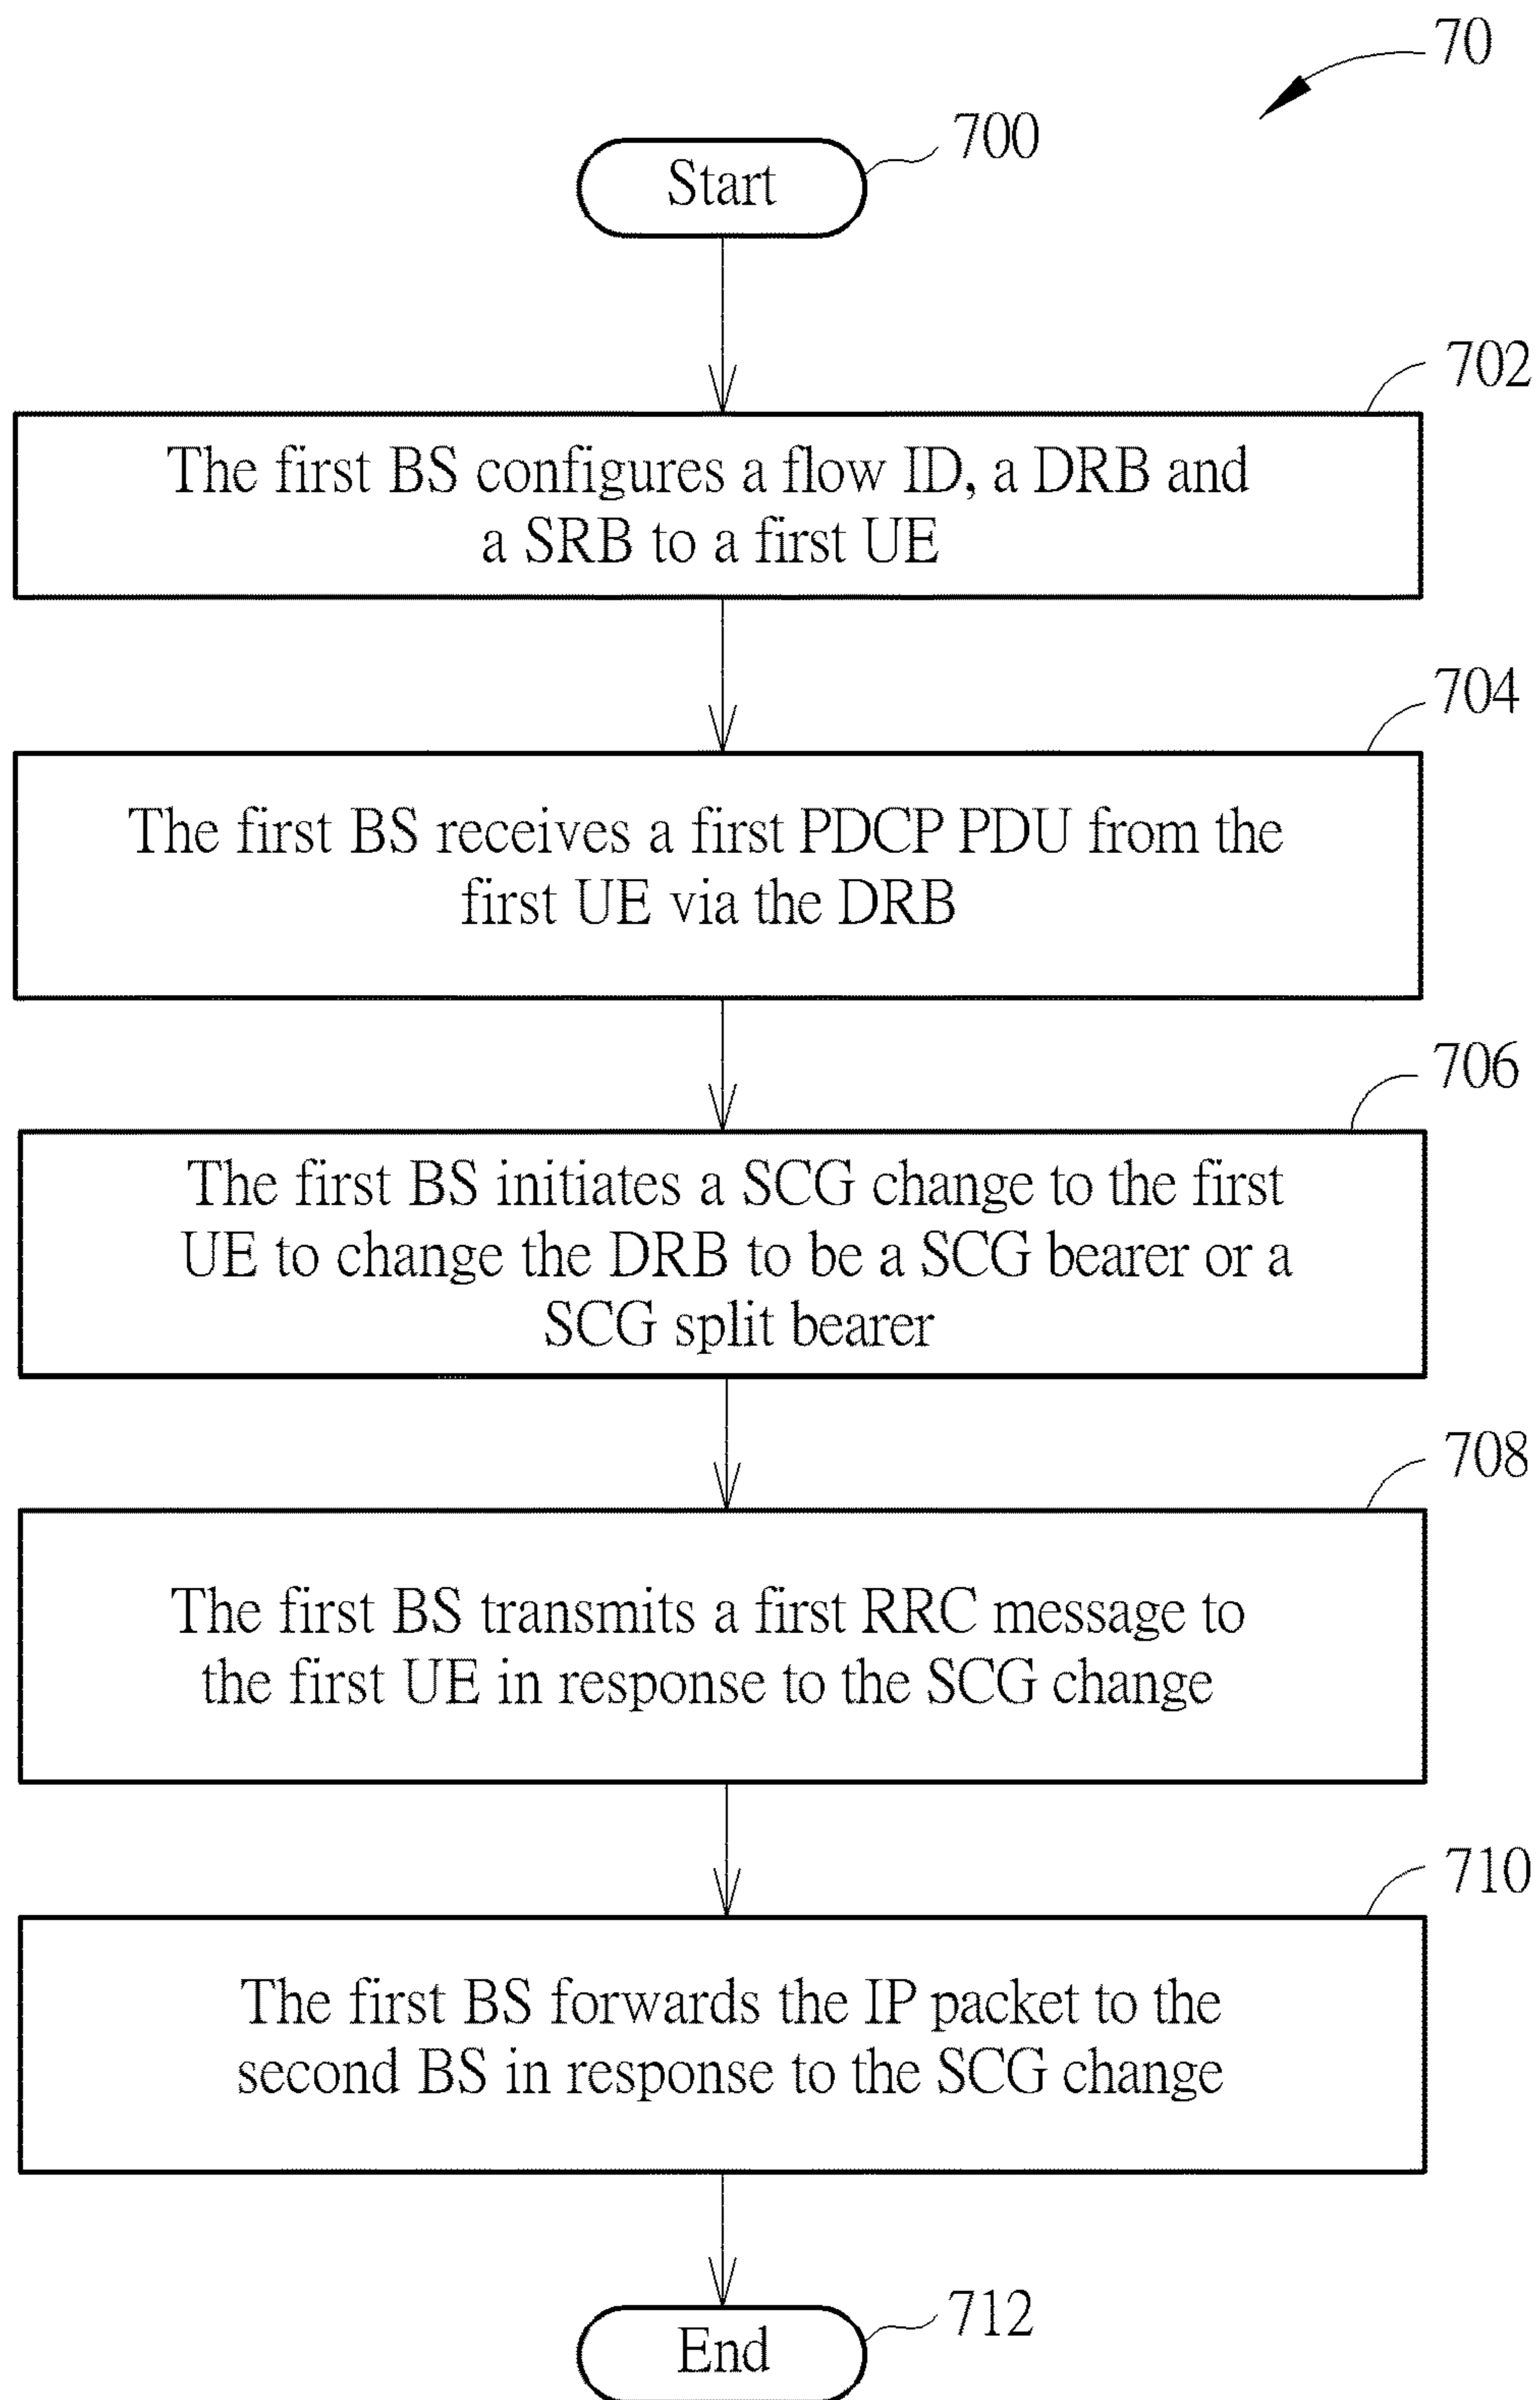 70
700
Start
702
The first BS configures a flow ID, a DRB and
a SRB to a first UE
704
The first BS receives a first PDCP PDU from the
first UE via the DRB
706
The first BS initiates a SCG change to the first
UE to change the DRB to be a SCG bearer or a
SCG split bearer
708
The first BS transmits a first RRC message to
the first UE in response to the SCG change
710
The first BS forwards the IP packet to the
second BS in response to the SCG change
712
End